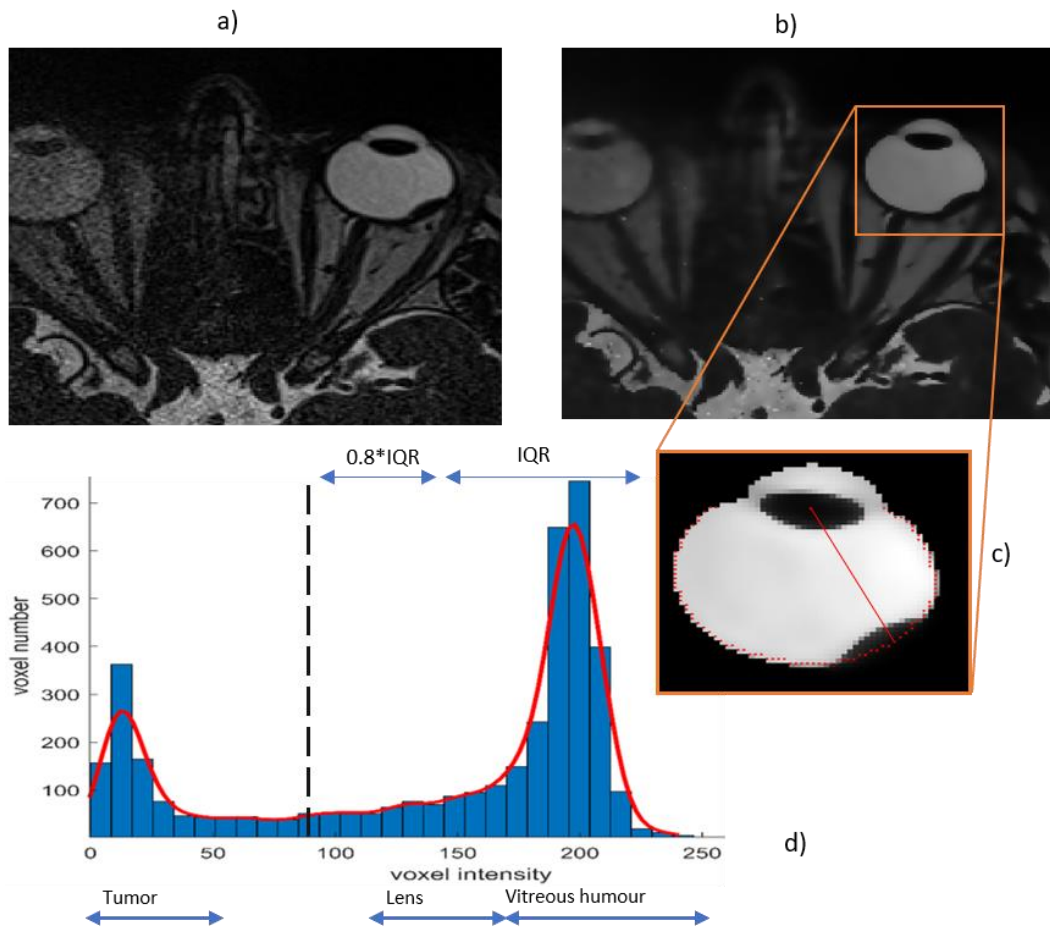 a)
b)
0.8*IQR
IQR
c)
700
600
500
400
300
200
100
voxel number
0
50
100
150
200
250
voxel intensity
d)
Tumor
Lens
Vitreous humour